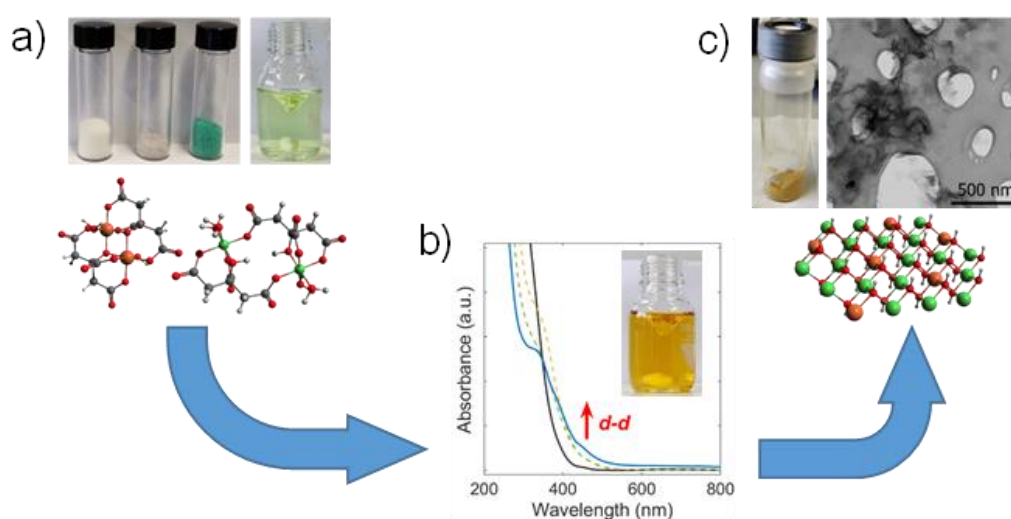 a)
b)
Absorbance (a.u.)
d-d
200
400
600
800
Wavelength (nm)
c)
500 nm